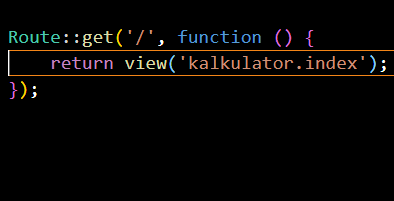 Route::get('/', function () {
    return view('kalkulator.index');
});